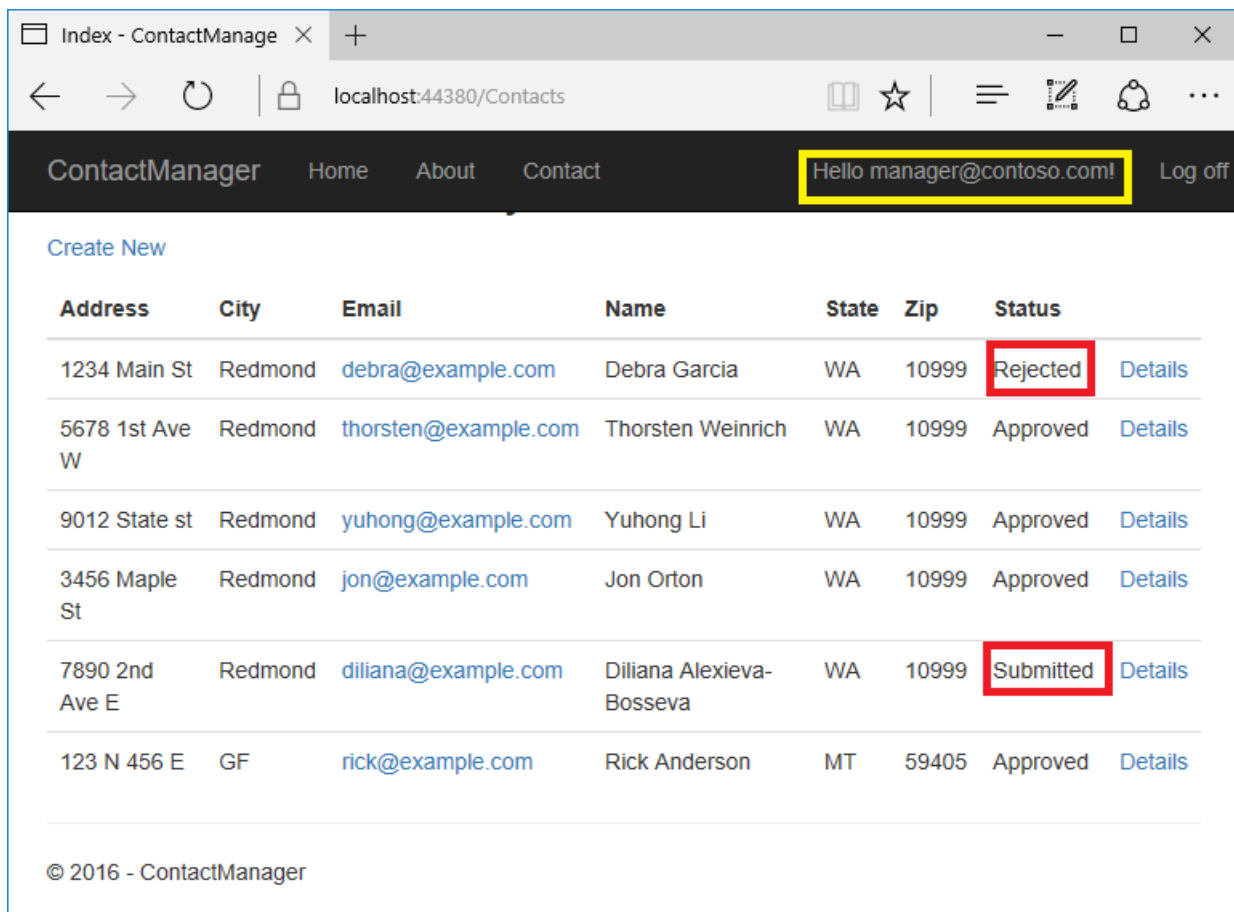 Index - ContactManage
localhost:44380/Contacts
ContactManager Home About Contact Hello manager@contoso.com! Log off
Create New
Address City Email Name State Zip Status
1234 Main St Redmond debra@example.com Debra Garcia WA 10999 Rejected Details
5678 1st Ave Redmond thorsten@example.com Thorsten Weinrich WA 10999 Approved Details
W
9012 State st Redmond yuhong@example.com Yuhong Li WA 10999 Approved Details
3456 Maple Redmond jon@example.com Jon Orton WA 10999 Approved Details
St
7890 2nd Redmond diliana@example.com Diliana Alexieva- WA 10999 Submitted Details
Ave E Bosseva
123 N 456 E GF rick@example.com Rick Anderson MT 59405 Approved Details
© 2016 - ContactManager